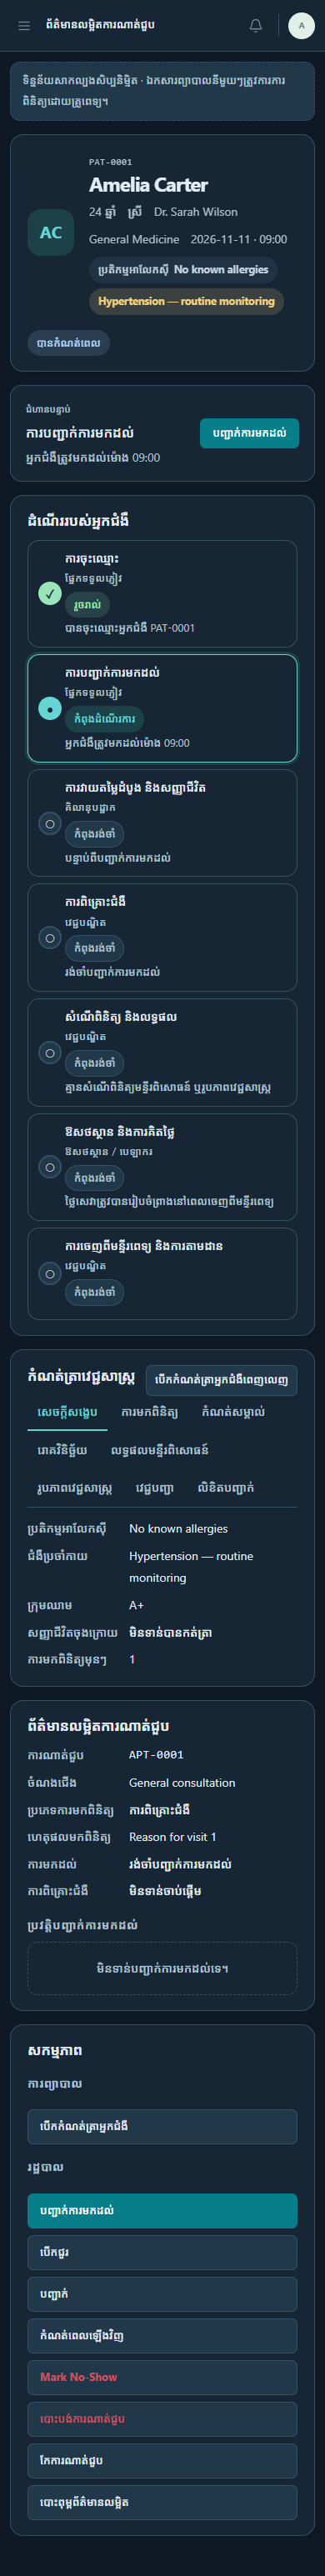 ព័ត៌មានលម្អិតការណាត់ជួប
A
ទិន្នន័យសាកល្បងសិប្បនិម្មិត · ឯកសារព្យាបាលនីមួយៗត្រូវការការ
ពិនិត្យដោយគ្រូពេទ្យ។
PAT-0001
Amelia Carter
AC
24 ឆ្នាំ ស្រី Dr. Sarah Wilson
General Medicine 2026-11-11 · 09:00
ប្រតិកម្មអាលែកស៊ី No known allergies
Hypertension — routine monitoring
បានកំណត់ពេល
ជំហានបន្ទាប់
ការបញ្ជាក់ការមកដល់
អ្នកជំងឺត្រូវមកដល់ម៉ោង 09:00
បញ្ជាក់ការមកដល់
ដំណើររបស់អ្នកជំងឺ
ការចុះឈ្មោះ
ផ្នែកទទួលភ្ញៀវ
រួចរាល់
បានចុះឈ្មោះអ្នកជំងឺ PAT-0001
ការបញ្ជាក់ការមកដល់
ផ្នែកទទួលភ្ញៀវ
កំពុងដំណើរការ
អ្នកជំងឺត្រូវមកដល់ម៉ោង 09:00
ការវាយតម្លៃដំបូង និងសញ្ញាជីវិត
គិលានុបដ្ឋាក
កំពុងរង់ចាំ
បន្ទាប់ពីបញ្ជាក់ការមកដល់
ការពិគ្រោះជំងឺ
វេជ្ជបណ្ឌិត
កំពុងរង់ចាំ
រង់ចាំបញ្ជាក់ការមកដល់
សំណើពិនិត្យ និងលទ្ធផល
វេជ្ជបណ្ឌិត
កំពុងរង់ចាំ
គ្មានសំណើពិនិត្យមន្ទីរពិសោធន៍ ឬរូបភាពវេជ្ជសាស្ត្រ
ឱសថស្ថាន និងការគិតថ្លៃ
ឱសថស្ថាន / បេឡាករ
កំពុងរង់ចាំ
ថ្លៃសេវាត្រូវបានរៀបចំព្រាងនៅពេលចេញពីមន្ទីរពេទ្យ
ការចេញពីមន្ទីរពេទ្យ និងការតាមដាន
វេជ្ជបណ្ឌិត
កំពុងរង់ចាំ
កំណត់ត្រាវេជ្ជសាស្ត្រ
បើកកំណត់ត្រាអ្នកជំងឺពេញលេញ
សេចក្តីសង្ខេប ការមកពិនិត្យ កំណត់សម្គាល់
រោគវិនិច្ឆ័យ លទ្ធផលមន្ទីរពិសោធន៍
រូបភាពវេជ្ជសាស្ត្រ វេជ្ជបញ្ជា លិខិតបញ្ជាក់
ប្រតិកម្មអាលែកស៊ី No known allergies
ជំងឺប្រចាំកាយ Hypertension — routine
monitoring
ក្រុមឈាម A+
សញ្ញាជីវិតចុងក្រោយ មិនទាន់បានកត់ត្រា
ការមកពិនិត្យមុនៗ 1
ព័ត៌មានលម្អិតការណាត់ជួប
ការណាត់ជួប APT-0001
ចំណងជើង General consultation
ប្រភេទការមកពិនិត្យ ការពិគ្រោះជំងឺ
ហេតុផលមកពិនិត្យ Reason for visit 1
ការមកដល់ រង់ចាំបញ្ជាក់ការមកដល់
ការពិគ្រោះជំងឺ មិនទាន់ចាប់ផ្តើម
ប្រវត្តិបញ្ជាក់ការមកដល់
មិនទាន់បញ្ជាក់ការមកដល់ទេ។
សកម្មភាព
ការព្យាបាល
បើកកំណត់ត្រាអ្នកជំងឺ
រដ្ឋបាល
បញ្ជាក់ការមកដល់
បើកជួរ
បញ្ជាក់
កំណត់ពេលឡើងវិញ
Mark No-Show
បោះបង់ការណាត់ជួប
កែការណាត់ជួប
បោះពុម្ពព័ត៌មានលម្អិត